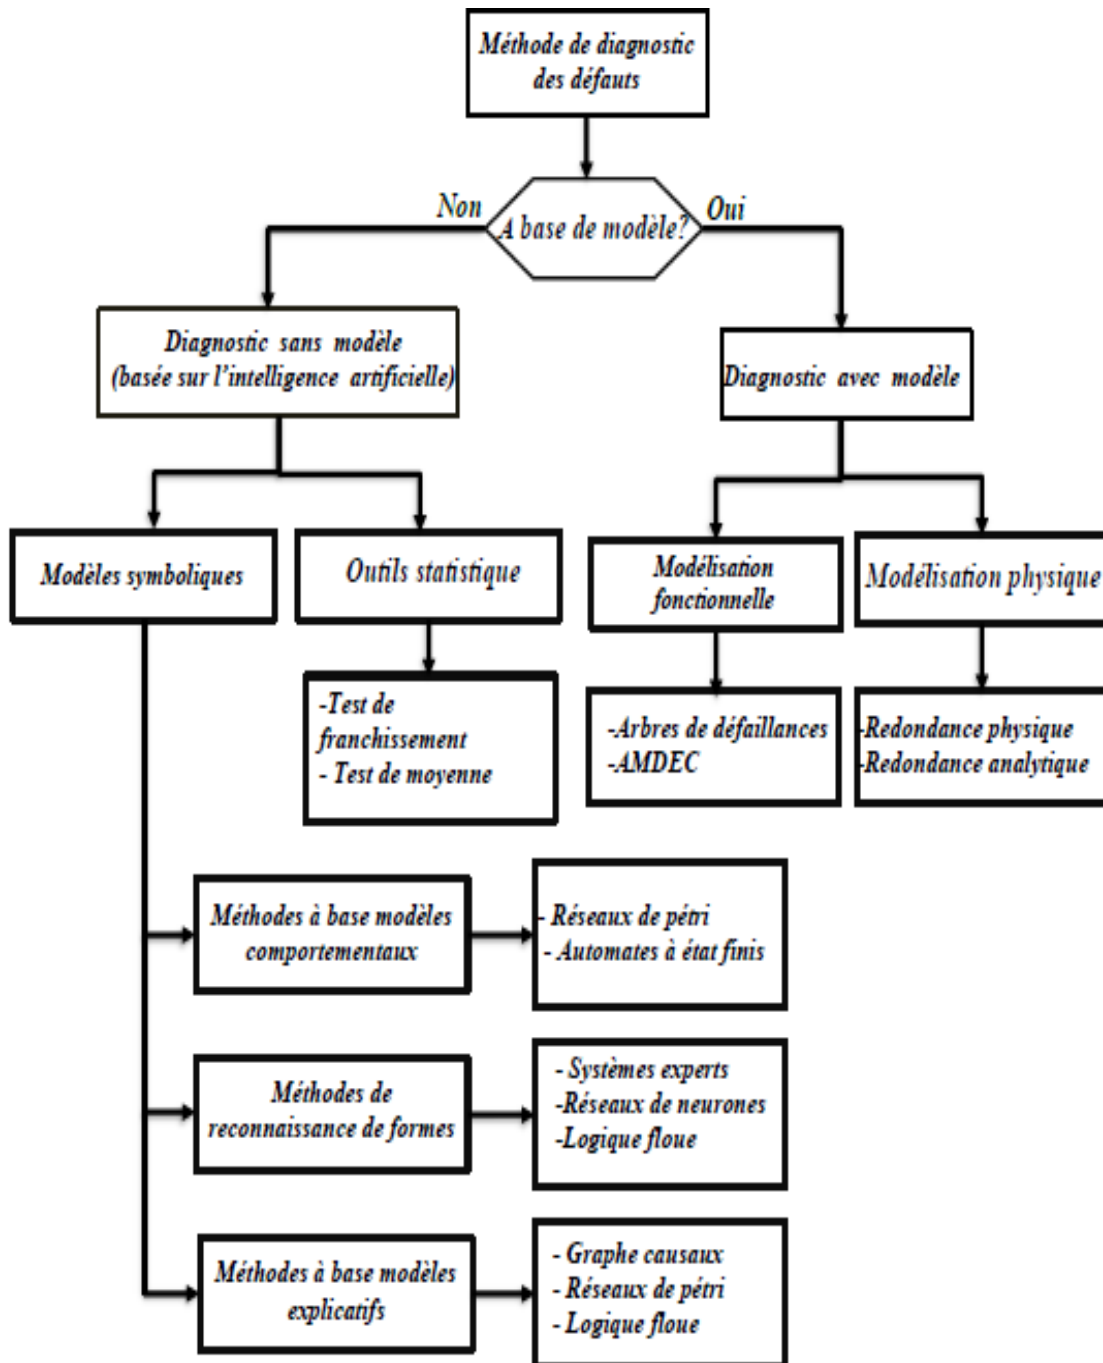 Méthode de diagnostic
des défauts
Non
A base de modèle?
Oui
Diagnostic sans modèle
(basée sur l'intelligence artificielle)
Diagnostic avec modèle
Modèles symboliques
Outils statistique
Modélisation
fonctionnelle
Modélisation physique
-Test de
franchissement
- Test de moyenne
-Arbres de défaillances
-AMDEC
-Redondance physique
-Redondance analytique
Méthodes à base modèles
comportementaux
- Réseaux de pétri
- Automates à état finis
Méthodes de
reconnaissance de formes
- Systèmes experts
-Réseaux de neurones
-Logique floue
Méthodes à base modèles
explicatifs
- Graphe causaux
- Réseaux de pétri
- Logique floue